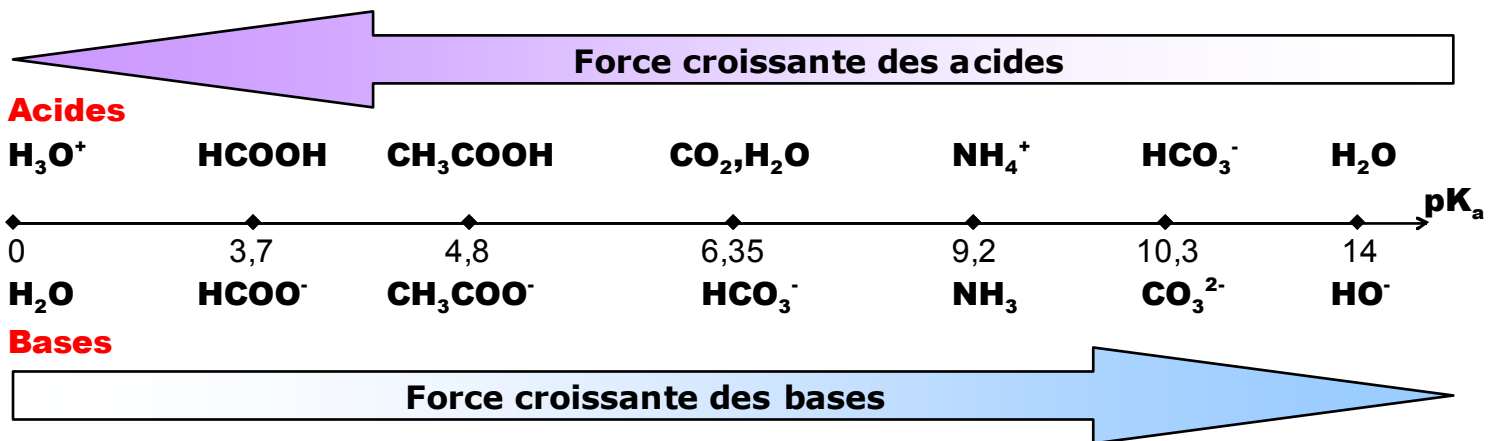 Force croissante des acides
Acides
H₃O⁺ HCOOH CH₃COOH CO₂,H₂O NH₄⁺ HCO₃⁻ H₂O
pKₐ
0 3,7 4,8 6,35 9,2 10,3 14
H₂O HCOO⁻ CH₃COO⁻ HCO₃⁻ NH₃ CO₃²⁻ HO⁻
Bases
Force croissante des bases